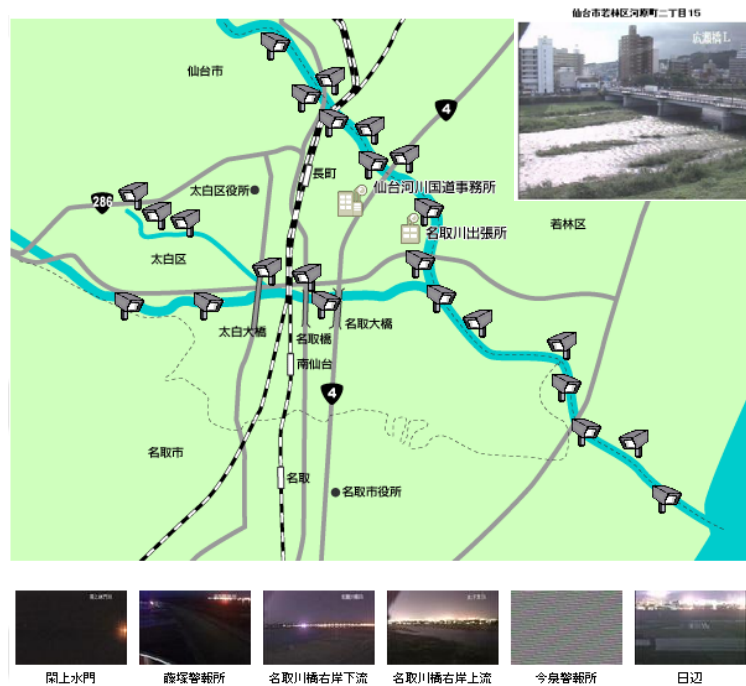 仙台市若林区河原町二丁目15
広瀬橋L
仙台市
4
長町
太白区役所
286
仙台河川国道事務所
名取川出張所
若林区
太白区
太白大橋
名取橋
名取大橋
南仙台
4
名取市
名取
名取市役所
閖上水門
藤塚警報所
名取川橋右岸下流
名取川橋右岸上流
今泉警報所
日辺